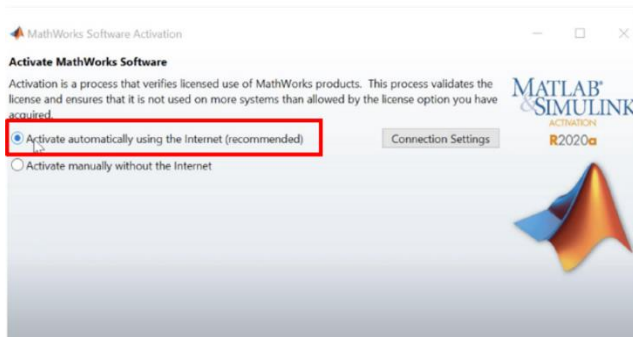 MathWorks Software Activation
Activate MathWorks Software
Activation is a process that verifies licensed use of MathWorks products. This process validates the
license and ensures that it is not used on more systems than allowed by the license option you have
acquired.
Activate automatically using the Internet (recommended)
Connection Settings
Activate manually without the Internet
MATLAB®
&SIMULINK
ACTIVATION
R2020a